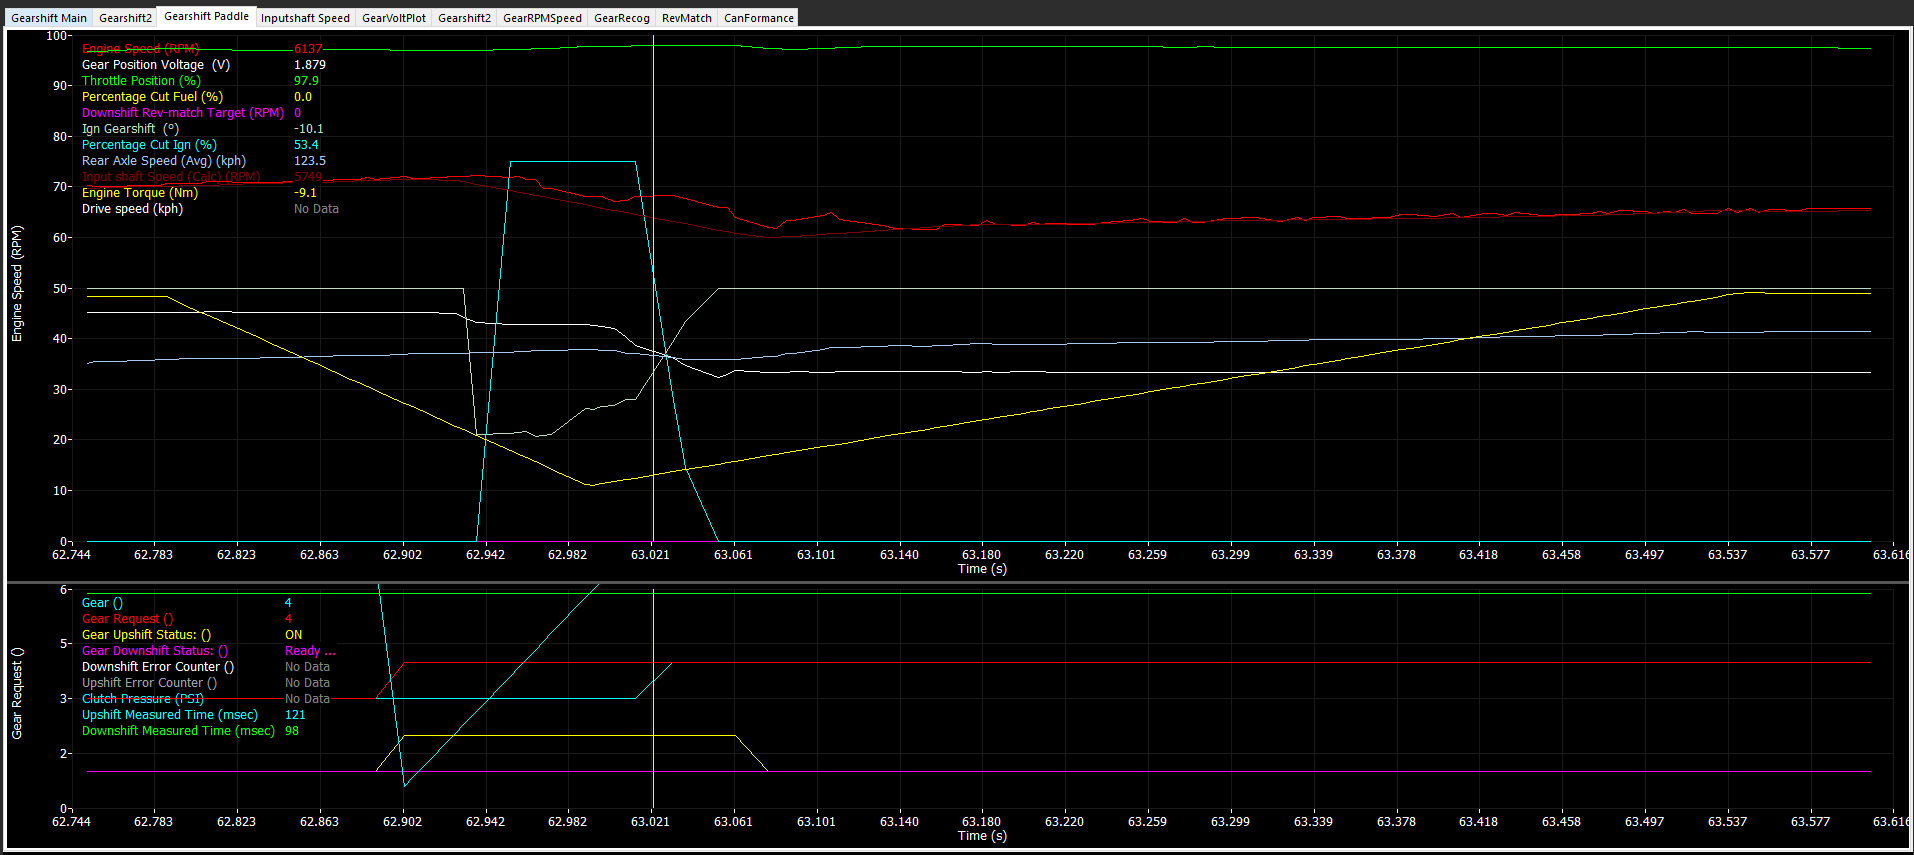 Gearshift Main Gearshift2 Gearshift Paddle Inputshaft Speed GearVoltPlot Gearshift2 GearRPMSpeed GearRecog RevMatch CanFormance
100
Engine Speed (RPM) 6137
Gear Position Voltage (V) 1.879
Throttle Position (%) 97.9
90
Percentage Cut Fuel (%) 0.0
Downshift Rev-match Target (RPM) 0
Ign Gearshift (°) -10.1
80
Percentage Cut Ign (%) 53.4
Rear Axle Speed (Avg) (kph) 123.5
Input shaft Speed (Calc) (RPM) 5749
70
Engine Torque (Nm) -9.1
Drive speed (kph) No Data
60
50
40
30
20
10
0
Engine Speed (RPM)
62.744 62.783 62.823 62.863 62.902 62.942 62.982 63.021 63.061 63.101 63.140 63.180 63.220 63.259 63.299 63.339 63.378 63.418 63.458 63.497 63.537 63.577 63.616
Time (s)
6
Gear () 4
Gear Request () 4
Gear Upshift Status: () ON
5
Gear Downshift Status: () Ready ...
Downshift Error Counter () No Data
Upshift Error Counter () No Data
3
Clutch Pressure (PSI) No Data
Upshift Measured Time (msec) 121
Downshift Measured Time (msec) 98
2
0
Gear Request ()
62.744 62.783 62.823 62.863 62.902 62.942 62.982 63.021 63.061 63.101 63.140 63.180 63.220 63.259 63.299 63.339 63.378 63.418 63.458 63.497 63.537 63.577 63.616
Time (s)